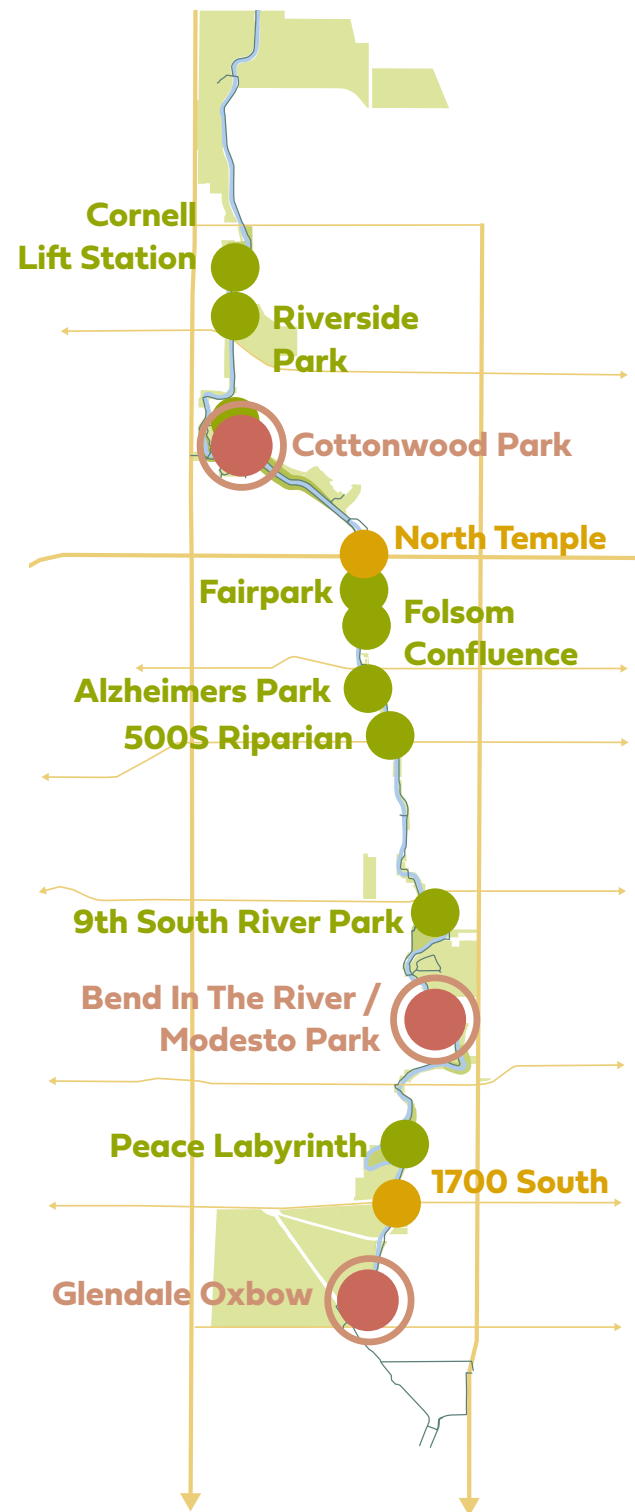 Cornell
Lift Station
Riverside
Park
Cottonwood Park
North Temple
Fairpark
Folsom
Confluence
Alzheimers Park
500S Riparian
9th South River Park
Bend In The River /
Modesto Park
Peace Labyrinth
1700 South
Glendale Oxbow